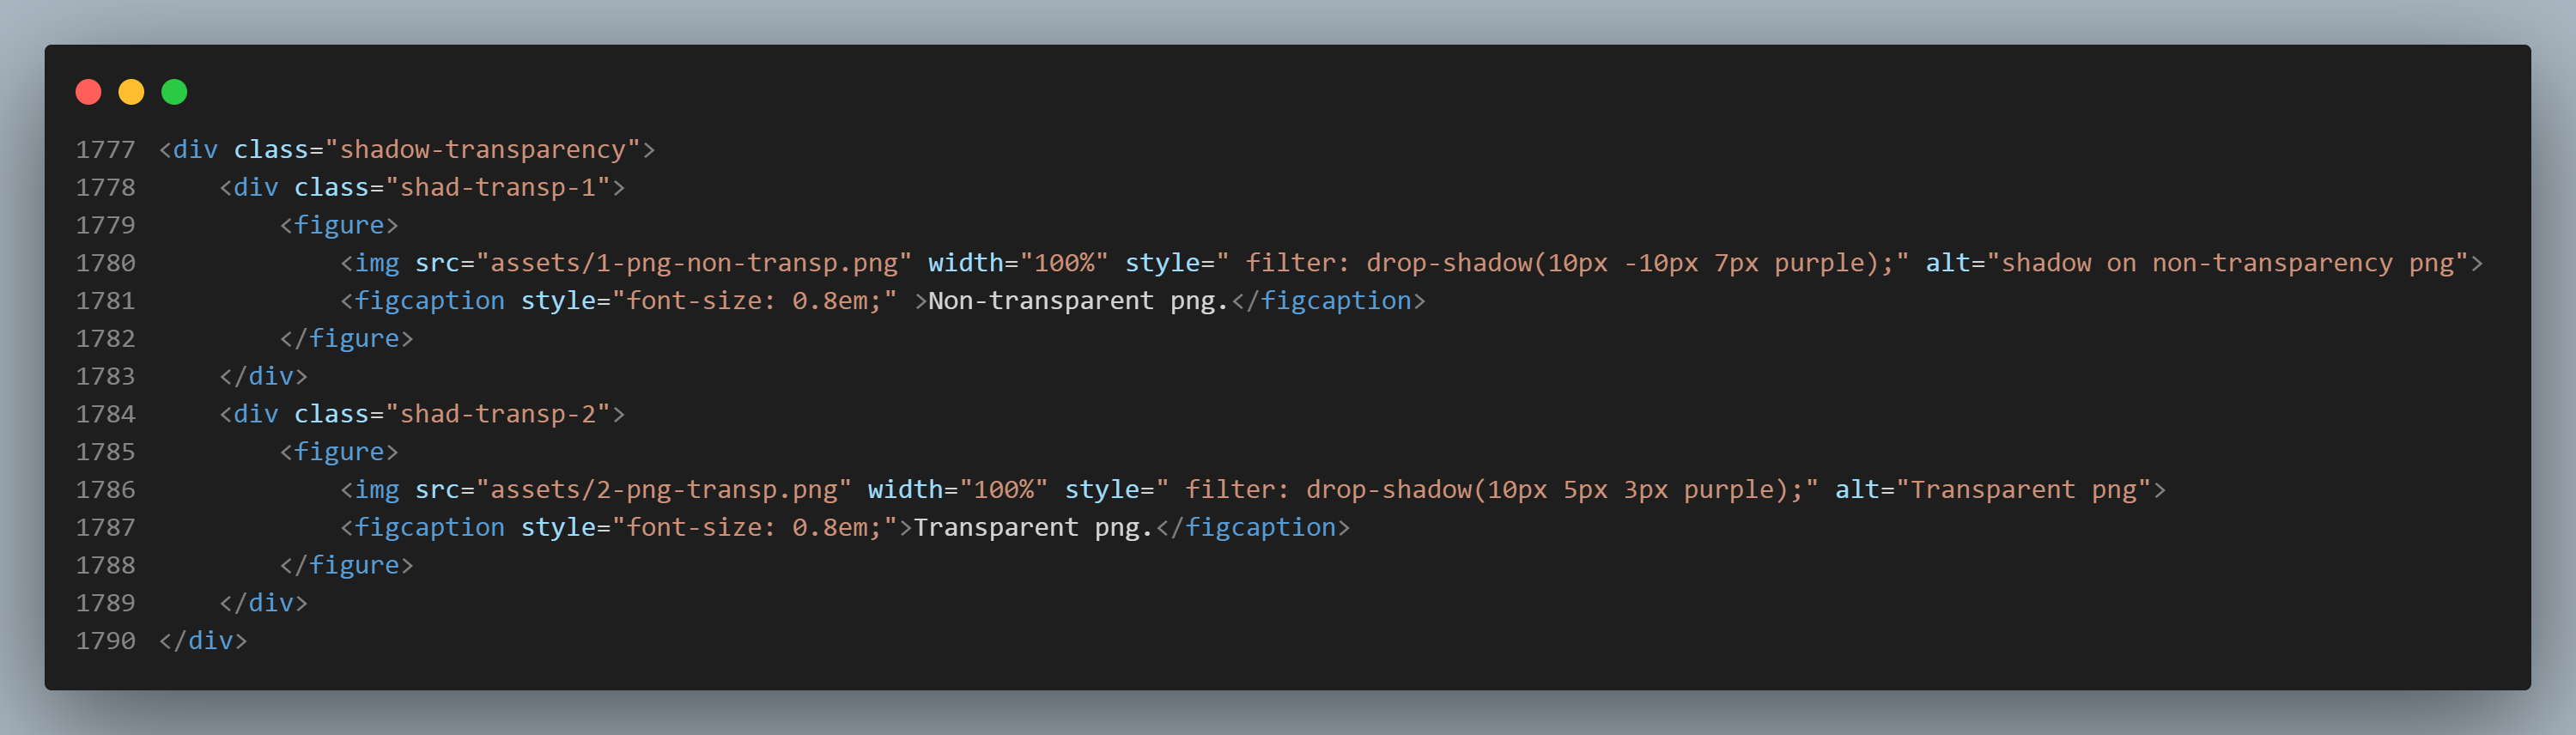 1777 <div class="shadow-transparency">
1778     <div class="shad-transp-1">
1779         <figure>
1780             <img src="assets/1-png-non-transp.png" width="100%" style=" filter: drop-shadow(10px -10px 7px purple);" alt="shadow on non-transparency png">
1781             <figcaption style="font-size: 0.8em;" >Non-transparent png.</figcaption>
1782         </figure>
1783     </div>
1784     <div class="shad-transp-2">
1785         <figure>
1786             <img src="assets/2-png-transp.png" width="100%" style=" filter: drop-shadow(10px 5px 3px purple);" alt="Transparent png">
1787             <figcaption style="font-size: 0.8em;">Transparent png.</figcaption>
1788         </figure>
1789     </div>
1790 </div>